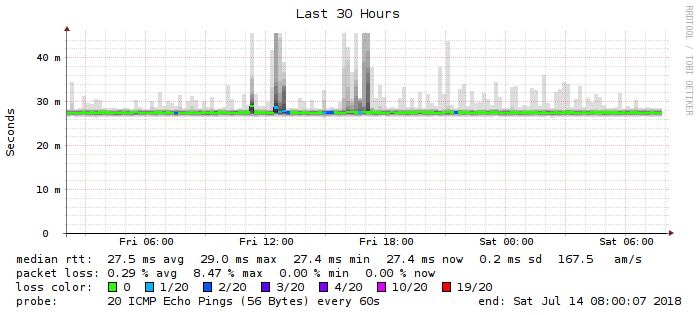 Last 30 Hours
RRDTOOL / TOBI OETIKER
Seconds
40 m
30 m
20 m
10 m
0
Fri 06:00 Fri 12:00 Fri 18:00 Sat 00:00 Sat 06:00
median rtt: 27.5 ms avg 29.0 ms max 27.4 ms min 27.4 ms now 0.2 ms sd 167.5 am/s
packet loss: 0.29 % avg 8.47 % max 0.00 % min 0.00 % now
loss color: 0 1/20 2/20 3/20 4/20 10/20 19/20
probe: 20 ICMP Echo Pings (56 Bytes) every 60s end: Sat Jul 14 08:00:07 2018